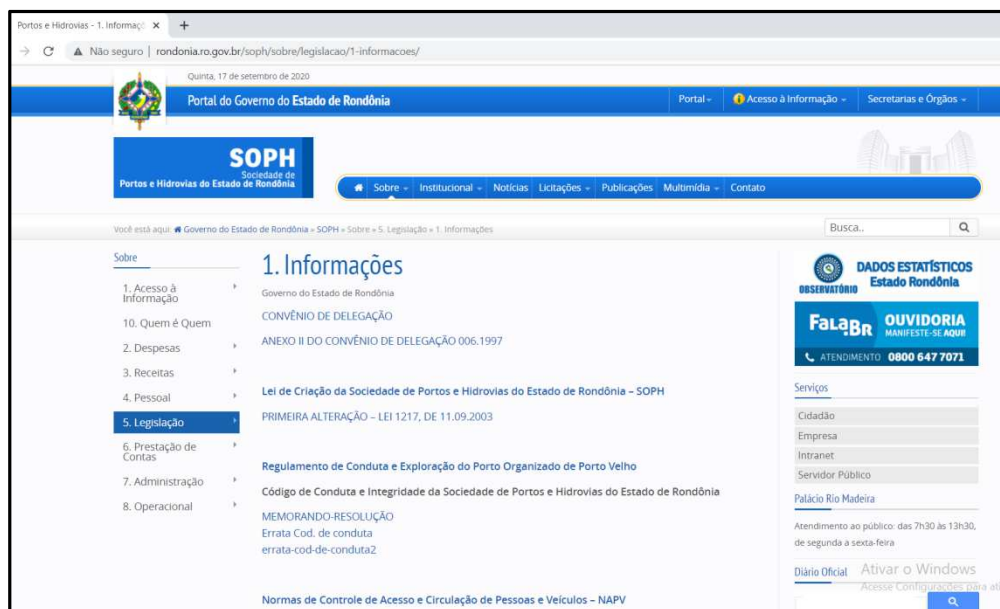 Portos e Hidrovias - 1. Informaç
Não seguro | rondonia.ro.gov.br/soph/sobre/legislacao/1-informacoes/
Quinta, 17 de setembro de 2020
Portal do Governo do Estado de Rondônia
Portal
Acesso à Informação
Secretarias e Órgãos
SOPH
Sociedade de
Portos e Hidrovias do Estado de Rondônia
Sobre
Institucional
Notícias
Licitações
Publicações
Multimídia
Contato
Você está aqui: Governo do Estado de Rondônia » SOPH » Sobre » 5. Legislação » 1. Informações
Busca..
Sobre
1. Acesso à
Informação
10. Quem é Quem
2. Despesas
3. Receitas
4. Pessoal
5. Legislação
6. Prestação de
Contas
7. Administração
8. Operacional
1. Informações
Governo do Estado de Rondônia
CONVÊNIO DE DELEGAÇÃO
ANEXO II DO CONVÊNIO DE DELEGAÇÃO 006.1997
Lei de Criação da Sociedade de Portos e Hidrovias do Estado de Rondônia – SOPH
PRIMEIRA ALTERAÇÃO – LEI 1217, DE 11.09.2003
Regulamento de Conduta e Exploração do Porto Organizado de Porto Velho
Código de Conduta e Integridade da Sociedade de Portos e Hidrovias do Estado de Rondônia
MEMORANDO-RESOLUÇÃO
Errata Cod. de conduta
errata-cod-de-conduta2
Normas de Controle de Acesso e Circulação de Pessoas e Veículos – NAPV
OBSERVATÓRIO
DADOS ESTATÍSTICOS
Estado Rondônia
FalaBR
OUVIDORIA
MANIFESTE-SE AQUI!
ATENDIMENTO 0800 647 7071
Serviços
Cidadão
Empresa
Intranet
Servidor Público
Palácio Rio Madeira
Atendimento ao público: das 7h30 às 13h30,
de segunda a sexta-feira
Diário Oficial
Ativar o Windows
Acesse Configurações para ati